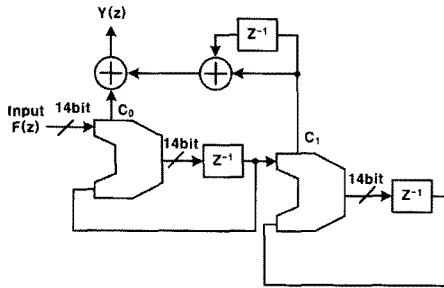 Y(z)
Z⁻¹
Input
F(z)
14bit
C₀
14bit
Z⁻¹
C₁
14bit
Z⁻¹